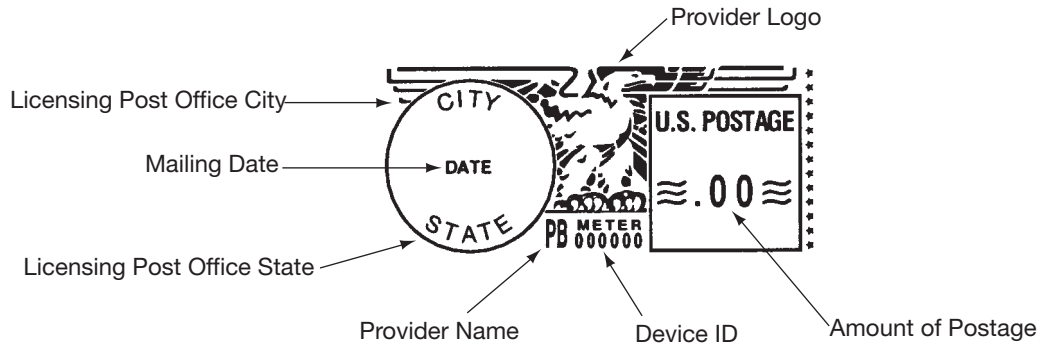 Provider Logo
Licensing Post Office City
CITY
U.S. POSTAGE
Mailing Date
DATE
.00
STATE
PB METER
000000
Licensing Post Office State
Provider Name
Device ID
Amount of Postage